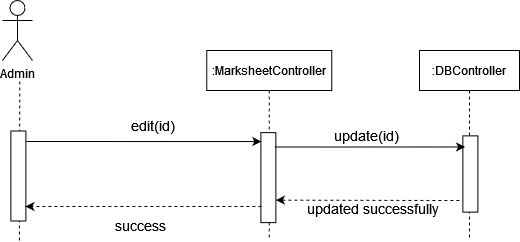 Admin
:MarksheetController
:DBController
edit(id)
update(id)
updated successfully
success